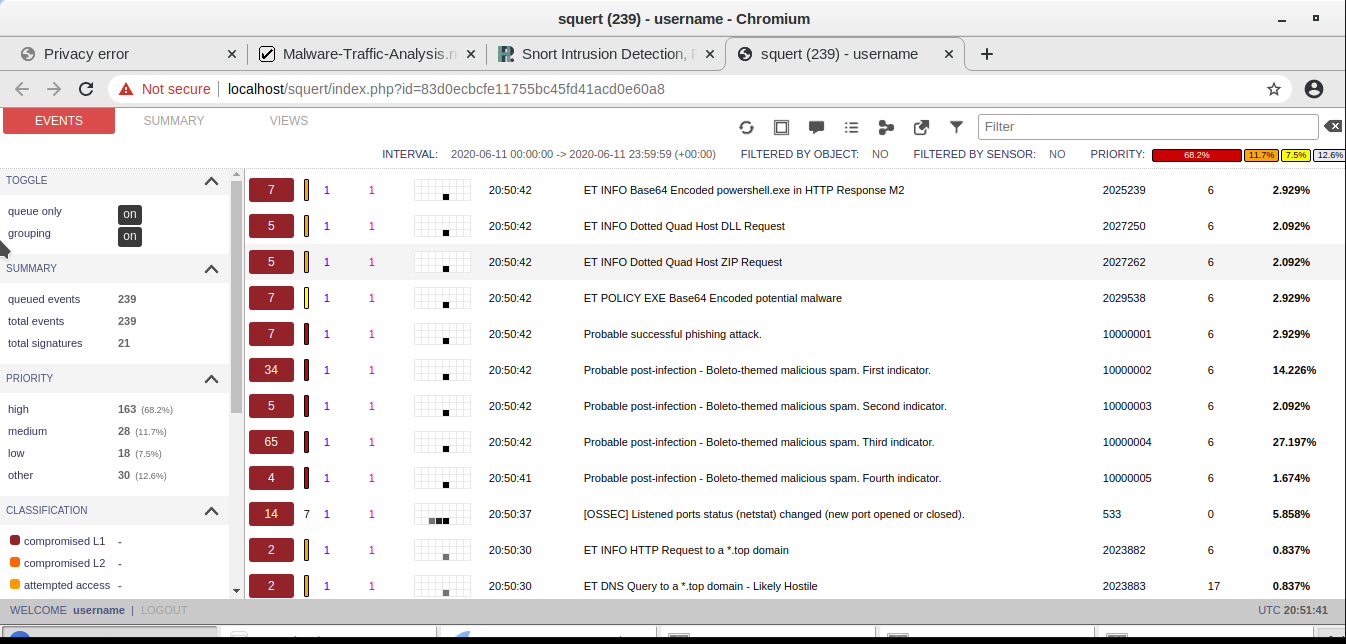 squert (239) - username - Chromium
Privacy error
Malware-Traffic-Analysis.n
Snort Intrusion Detection,
squert (239) - username
Not secure
localhost/squert/index.php?id=83d0ecbcfe11755bc45fd41acd0e60a8
EVENTS SUMMARY VIEWS
Filter
INTERVAL: 2020-06-11 00:00:00 -> 2020-06-11 23:59:59 (+00:00) FILTERED BY OBJECT: NO FILTERED BY SENSOR: NO PRIORITY: 68.2% 11.7% 7.5% 12.6%
TOGGLE
queue only on
grouping on
SUMMARY
queued events 239
total events 239
total signatures 21
PRIORITY
high 163 (68.2%)
medium 28 (11.7%)
low 18 (7.5%)
other 30 (12.6%)
CLASSIFICATION
compromised L1 -
compromised L2 -
attempted access -
7 1 1 20:50:42 ET INFO Base64 Encoded powershell.exe in HTTP Response M2 2025239 6 2.929%
5 1 1 20:50:42 ET INFO Dotted Quad Host DLL Request 2027250 6 2.092%
5 1 1 20:50:42 ET INFO Dotted Quad Host ZIP Request 2027262 6 2.092%
7 1 1 20:50:42 ET POLICY EXE Base64 Encoded potential malware 2029538 6 2.929%
7 1 1 20:50:42 Probable successful phishing attack. 10000001 6 2.929%
34 1 1 20:50:42 Probable post-infection - Boleto-themed malicious spam. First indicator. 10000002 6 14.226%
5 1 1 20:50:42 Probable post-infection - Boleto-themed malicious spam. Second indicator. 10000003 6 2.092%
65 1 1 20:50:42 Probable post-infection - Boleto-themed malicious spam. Third indicator. 10000004 6 27.197%
4 1 1 20:50:41 Probable post-infection - Boleto-themed malicious spam. Fourth indicator. 10000005 6 1.674%
14 7 1 1 20:50:37 [OSSEC] Listened ports status (netstat) changed (new port opened or closed). 533 0 5.858%
2 1 1 20:50:30 ET INFO HTTP Request to a *.top domain 2023882 6 0.837%
2 1 1 20:50:30 ET DNS Query to a *.top domain - Likely Hostile 2023883 17 0.837%
WELCOME username | LOGOUT
UTC 20:51:41